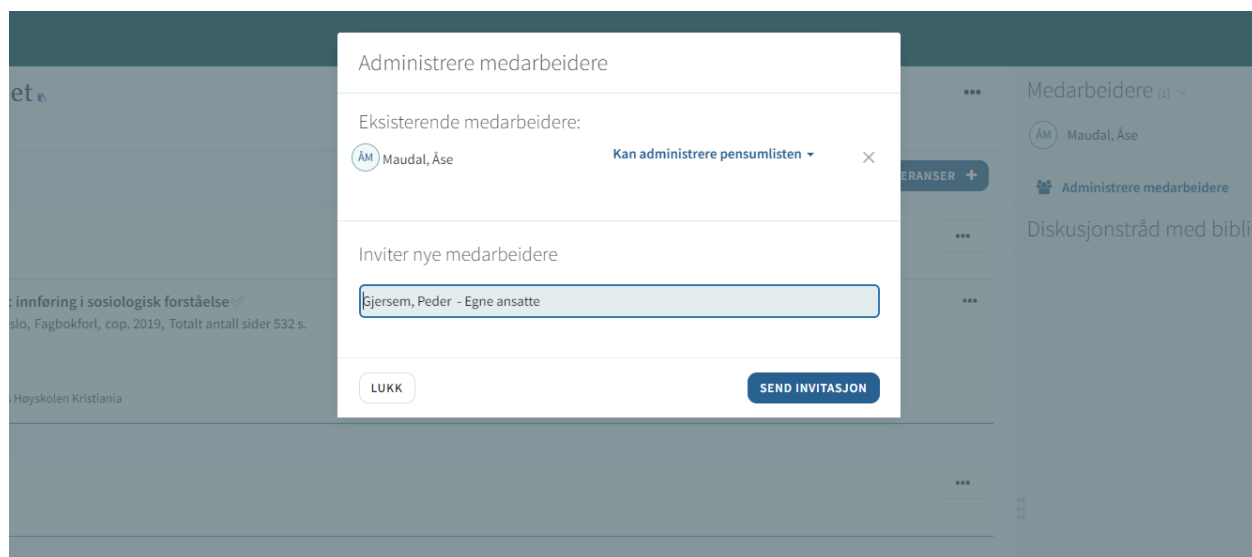 et
Administrere medarbeidere
Eksisterende medarbeidere:
ÅM Maudal, Åse
Kan administrere pensumlisten
Inviter nye medarbeidere
Gjersem, Peder - Egne ansatte
LUKK
SEND INVITASJON
ERANSER +
: innføring i sosiologisk forståelse
slo, Fagbokforl, cop. 2019, Totalt antall sider 532 s.
Høyskolen Kristiania
Medarbeidere (1)
ÅM Maudal, Åse
Administrere medarbeidere
Diskusjonstråd med bibli